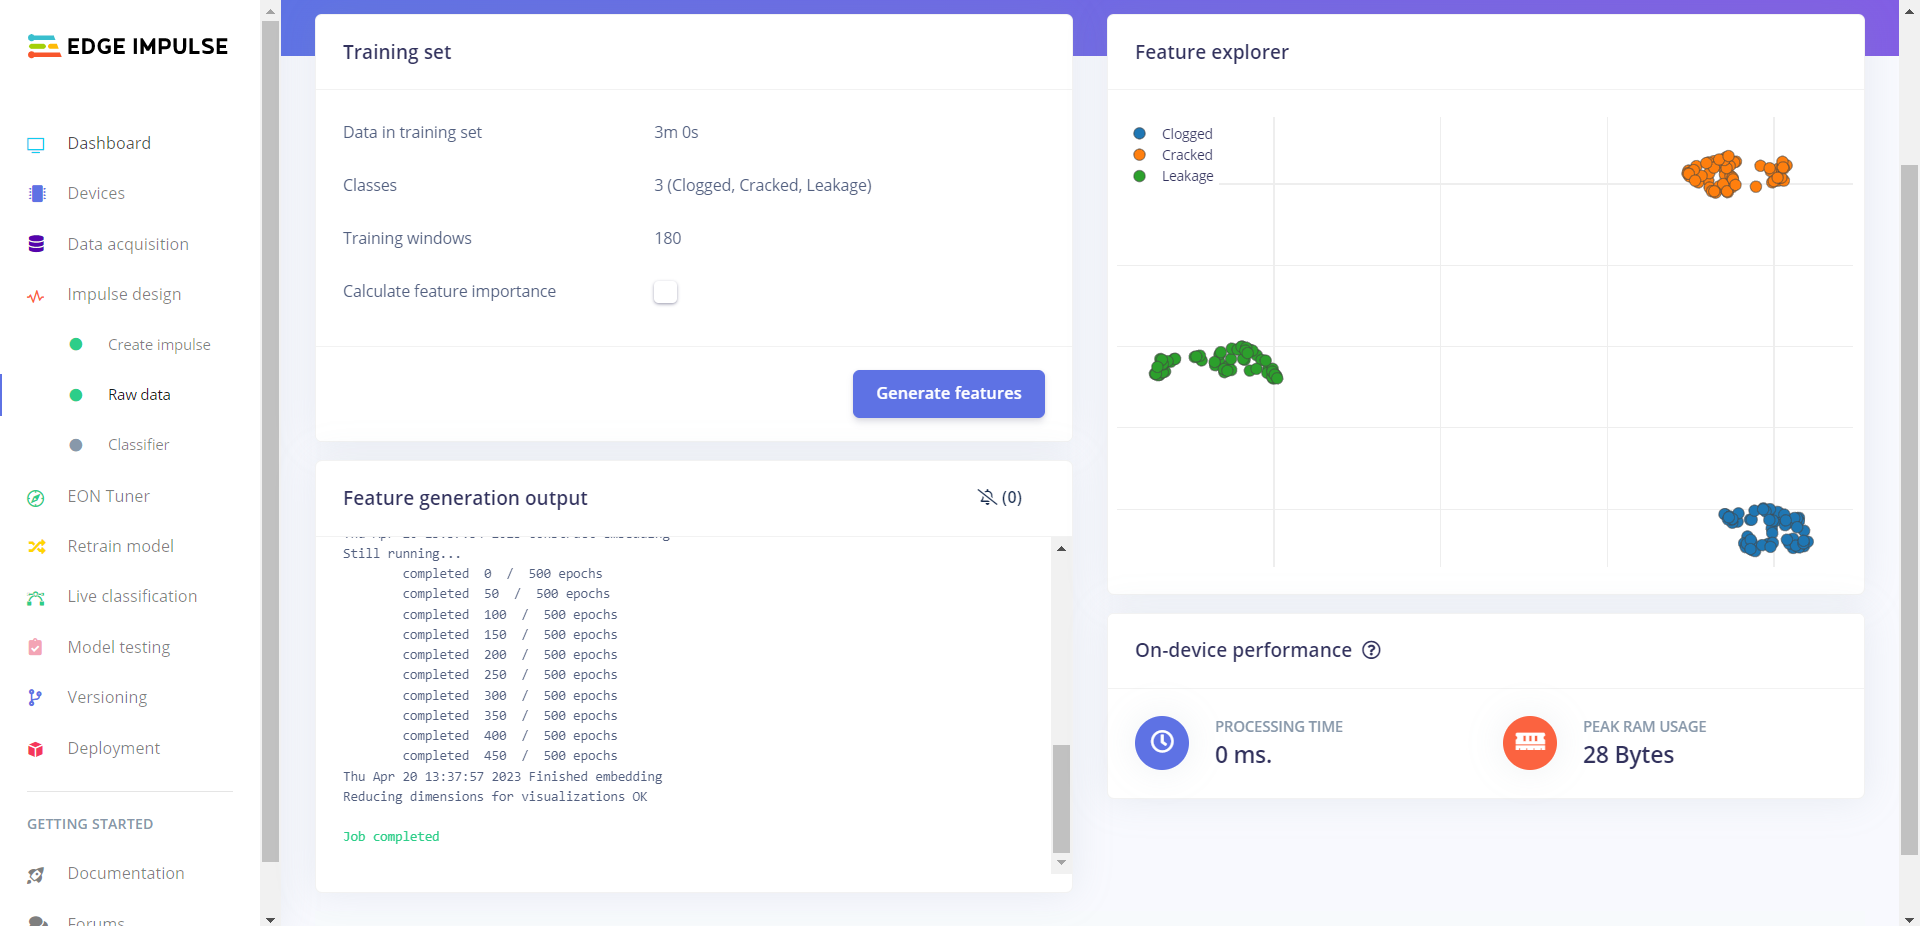 EDGE IMPULSE
Dashboard
Devices
Data acquisition
Impulse design
Create impulse
Raw data
Classifier
EON Tuner
Retrain model
Live classification
Model testing
Versioning
Deployment
GETTING STARTED
Documentation
Forums
Training set
Data in training set 3m 0s
Classes 3 (Clogged, Cracked, Leakage)
Training windows 180
Calculate feature importance
Generate features
Feature generation output (0)
Still running...
completed 0 / 500 epochs
completed 50 / 500 epochs
completed 100 / 500 epochs
completed 150 / 500 epochs
completed 200 / 500 epochs
completed 250 / 500 epochs
completed 300 / 500 epochs
completed 350 / 500 epochs
completed 400 / 500 epochs
completed 450 / 500 epochs
Thu Apr 20 13:37:57 2023 Finished embedding
Reducing dimensions for visualizations OK
Job completed
Feature explorer
Clogged
Cracked
Leakage
On-device performance ?
PROCESSING TIME
0 ms.
PEAK RAM USAGE
28 Bytes